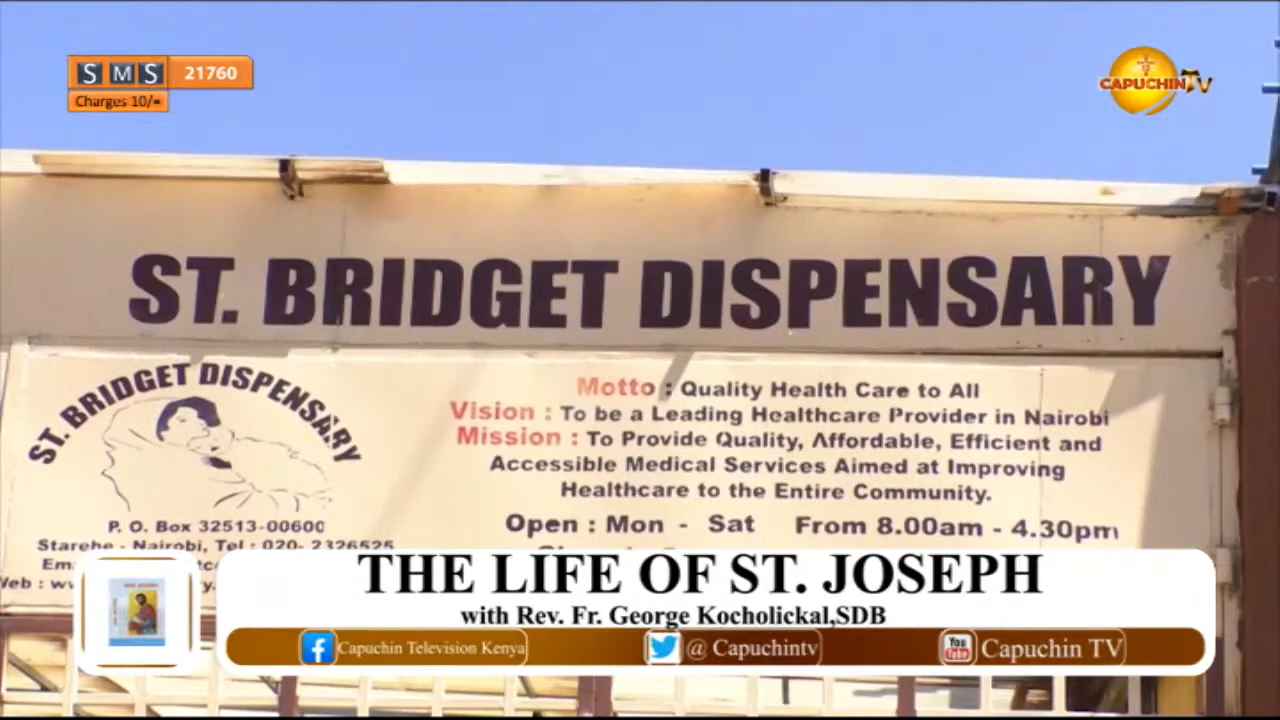 SMS 21760
Charges 10/=
CAPUCHIN TV
ST. BRIDGET DISPENSARY
ST. BRIDGET DISPENSARY
P. O. Box 32513-00600
Starehe - Nairobi, Tel : 020- 2326525
Motto : Quality Health Care to All
Vision : To be a Leading Healthcare Provider in Nairobi
Mission : To Provide Quality, Affordable, Efficient and
Accessible Medical Services Aimed at Improving
Healthcare to the Entire Community.
Open : Mon - Sat From 8.00am - 4.30pm
THE LIFE OF ST. JOSEPH
with Rev. Fr. George Kocholickal,SDB
Capuchin Television Kenya
@ Capuchintv
You Tube Capuchin TV